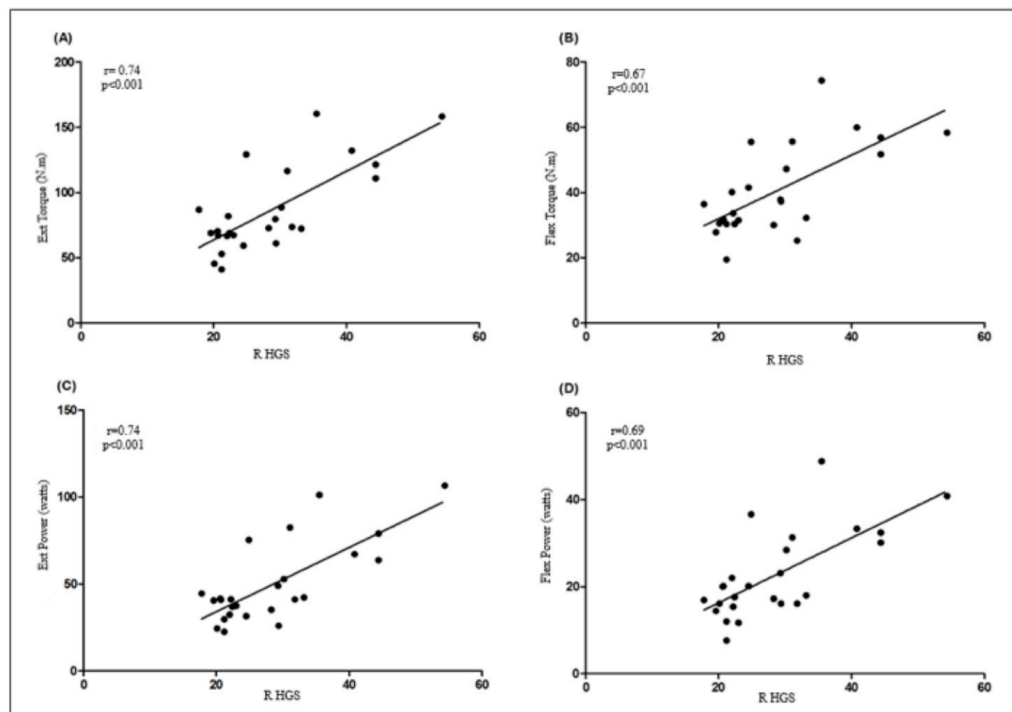 (A)
r= 0.74
p<0.001
200
150
100
50
0
Ext Torque (N.m)
0 20 40 60
R HGS
(B)
r=0.67
p<0.001
80
60
40
20
0
Flex Torque (N.m)
0 20 40 60
R HGS
(C)
r=0.74
p<0.001
150
100
50
0
Ext Power (watts)
0 20 40 60
R HGS
(D)
r=0.69
p<0.001
60
40
20
0
Flex Power (watts)
0 20 40 60
R HGS